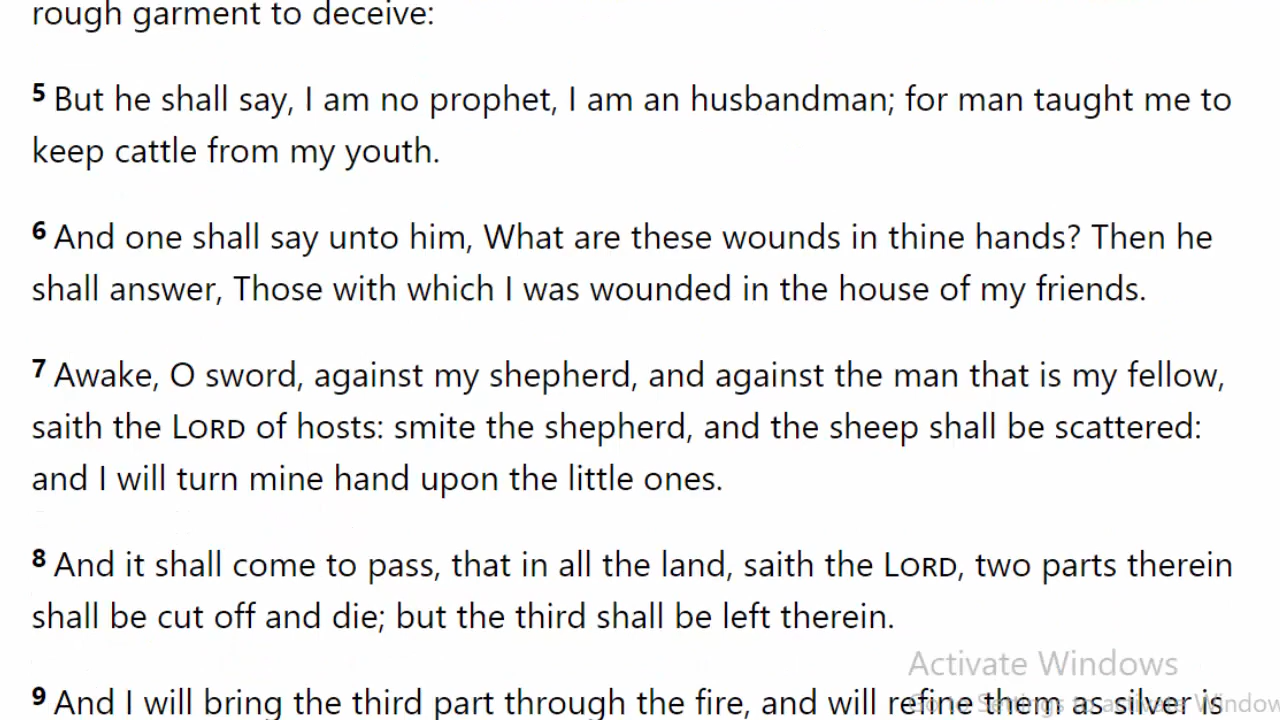 rough garment to deceive:
5 But he shall say, I am no prophet, I am an husbandman; for man taught me to
keep cattle from my youth.
6 And one shall say unto him, What are these wounds in thine hands? Then he
shall answer, Those with which I was wounded in the house of my friends.
7 Awake, O sword, against my shepherd, and against the man that is my fellow,
saith the LORD of hosts: smite the shepherd, and the sheep shall be scattered:
and I will turn mine hand upon the little ones.
8 And it shall come to pass, that in all the land, saith the LORD, two parts therein
shall be cut off and die; but the third shall be left therein.
Activate Windows
9 And I will bring the third part through the fire, and will refine them as silver is
Go to Settings to activate Window